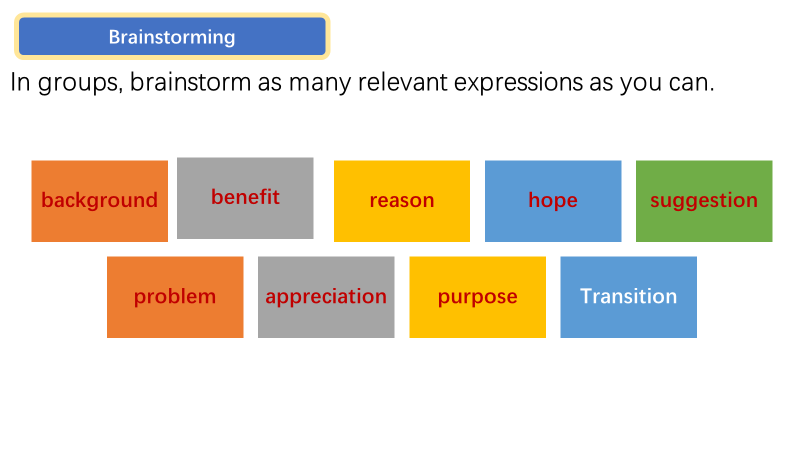 Brainstorming
In groups, brainstorm as many relevant expressions as you can.
background
benefit
reason
hope
suggestion
problem
appreciation
purpose
Transition